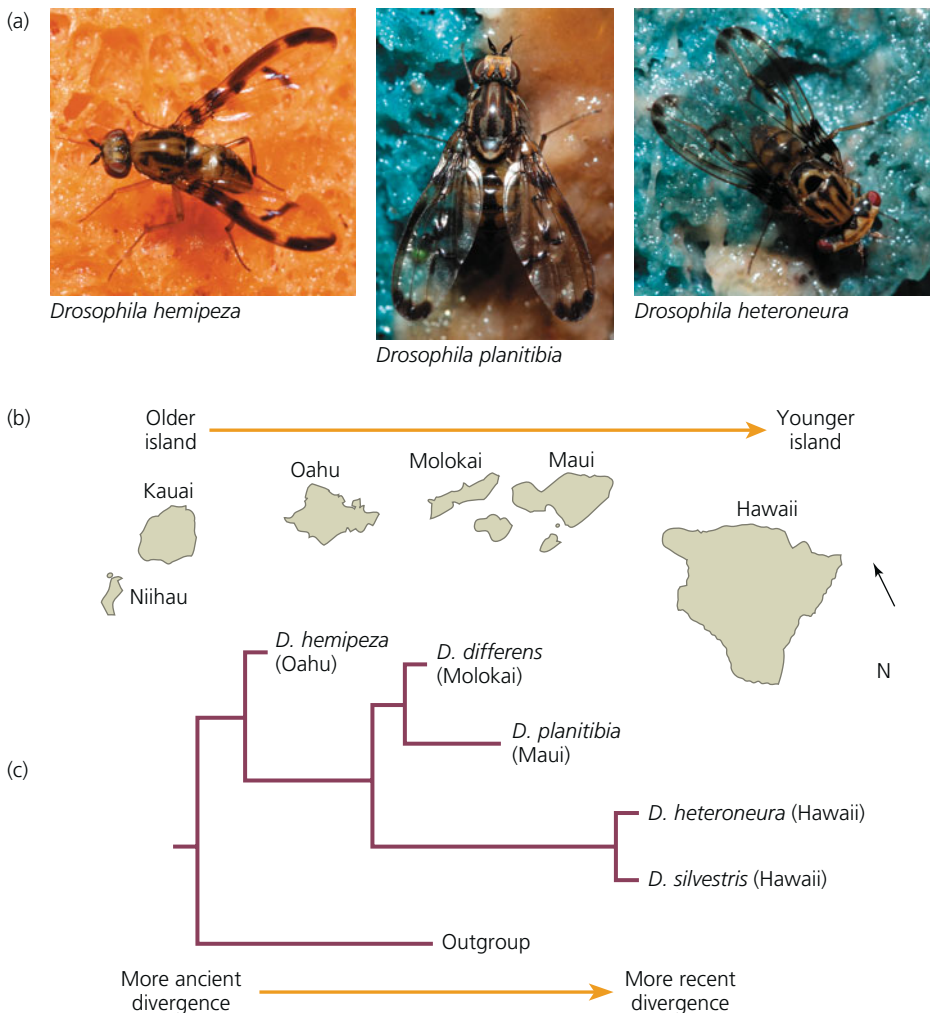 (a)
Drosophila hemipeza
Drosophila planitibia
Drosophila heteroneura
(b)
Older
island
Younger
island
Kauai
Oahu
Molokai
Maui
Hawaii
Niihau
N
(c)
D. hemipeza
(Oahu)
D. differens
(Molokai)
D. planitibia
(Maui)
D. heteroneura (Hawaii)
D. silvestris (Hawaii)
Outgroup
More ancient
divergence
More recent
divergence